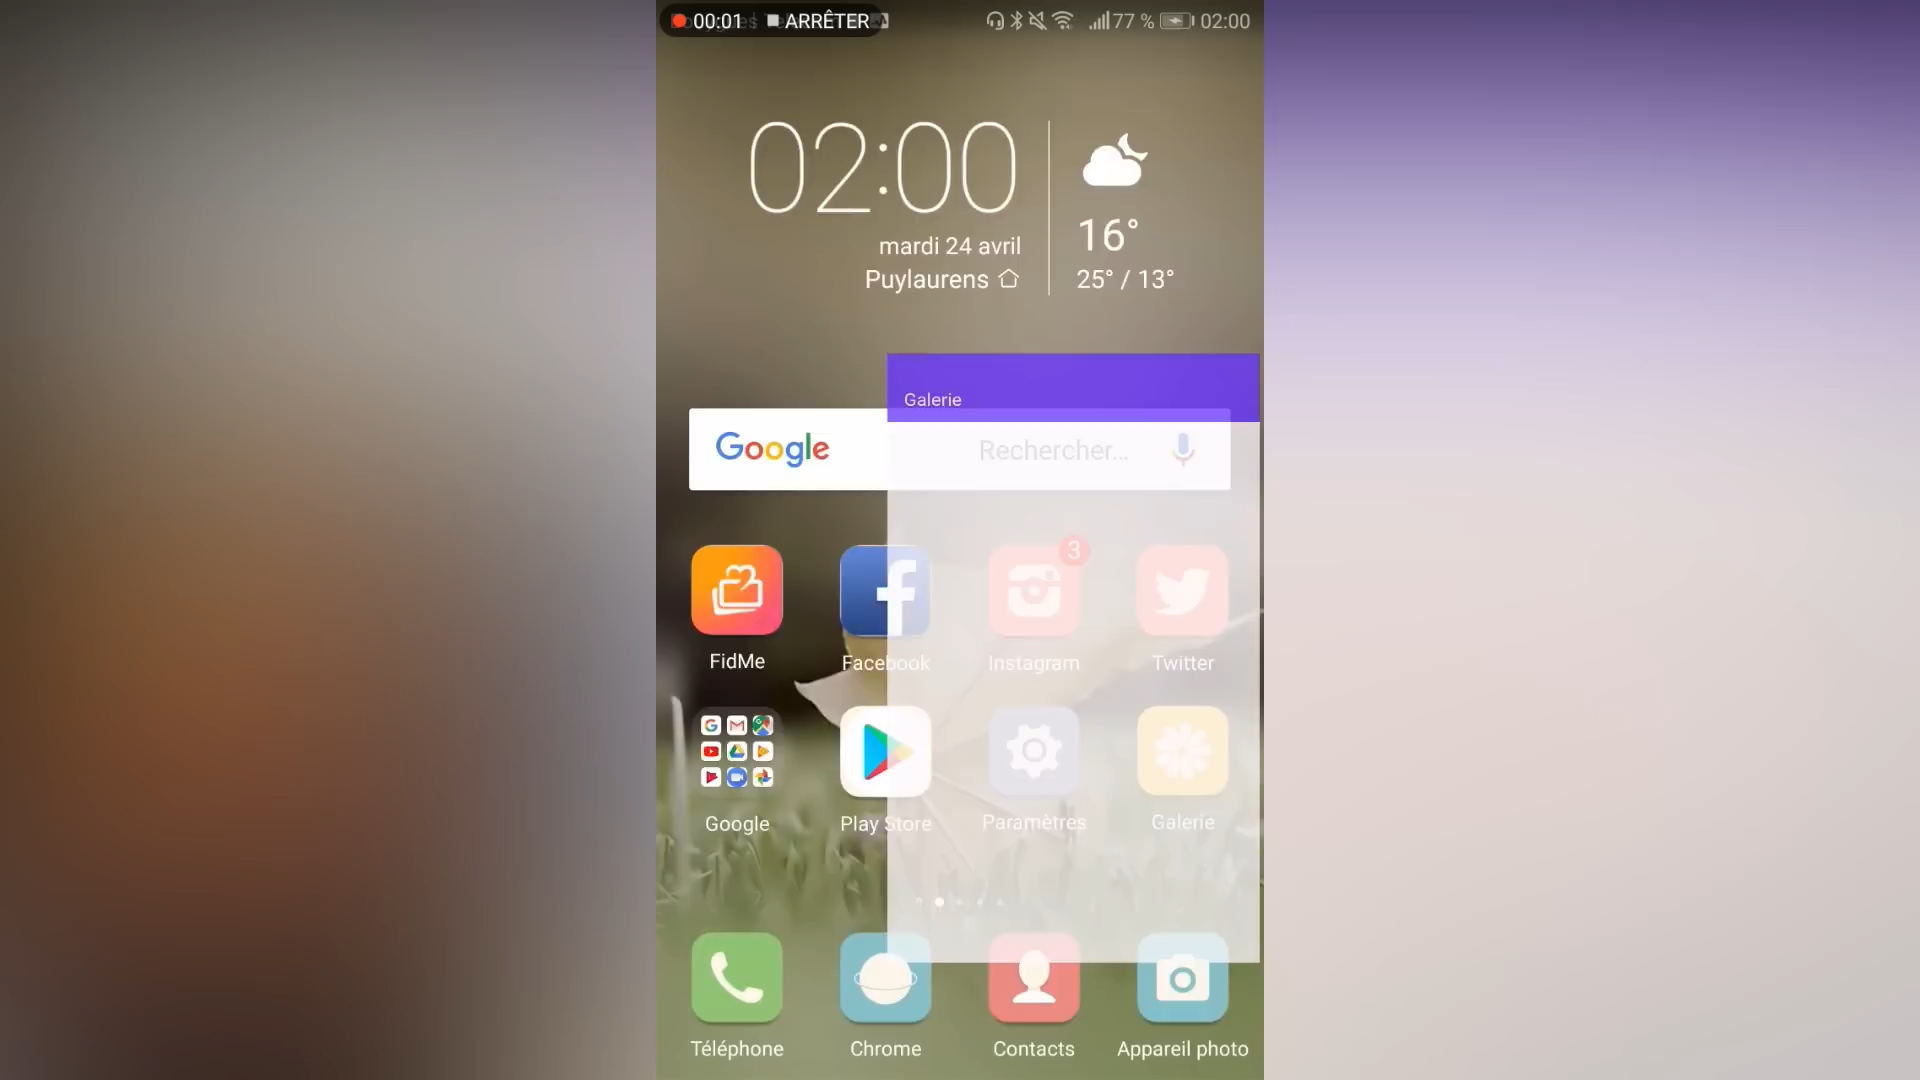 00:01 ARRÊTER
77 % 02:00
02:00
mardi 24 avril
Puylaurens
16°
25° / 13°
Galerie
Google Rechercher...
3
FidMe Facebook Instagram Twitter
Google Play Store Paramètres Galerie
Téléphone Chrome Contacts Appareil photo